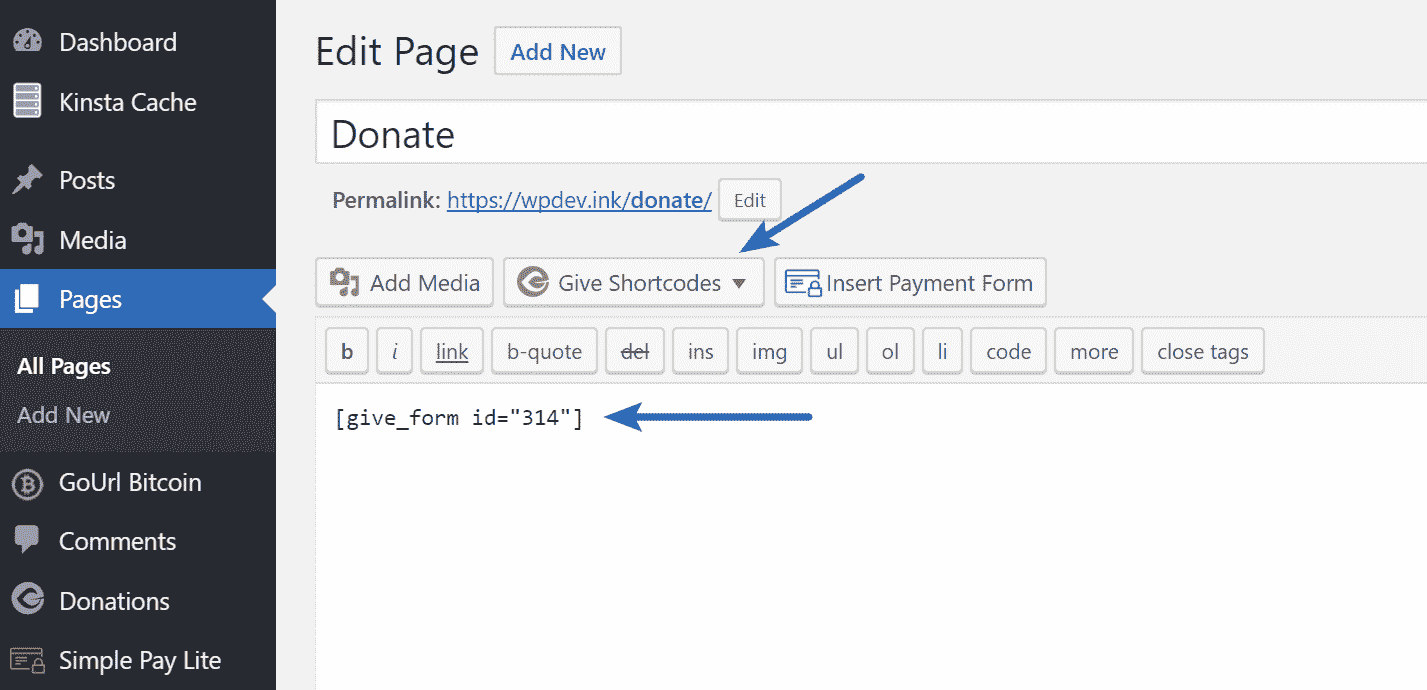 Dashboard
Kinsta Cache
Posts
Media
Pages
All Pages
Add New
GoUrl Bitcoin
Comments
Donations
Simple Pay Lite
Edit Page Add New
Donate
Permalink: https://wpdev.ink/donate/ Edit
Add Media Give Shortcodes Insert Payment Form
b i link b-quote del ins img ul ol li code more close tags
[give_form id="314"]